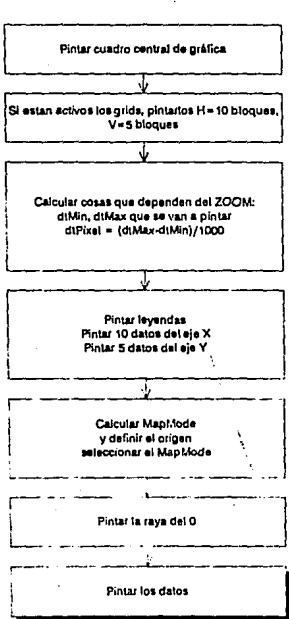 Pintar cuadro central de gráfica
Si estan activos los grids, pintarlos H=10 bloques,
V=5 bloques
Calcular cosas que dependen del ZOOM:
dtMin, dtMax que se van a pintar
dtPixel = (dtMax-dtMin)/1000
Pintar leyendas
Pintar 10 datos del eje X
Pintar 5 datos del eje Y
Calcular MapMode
y definir el origen
seleccionar el MapMode
Pintar la raya del 0
Pintar los datos